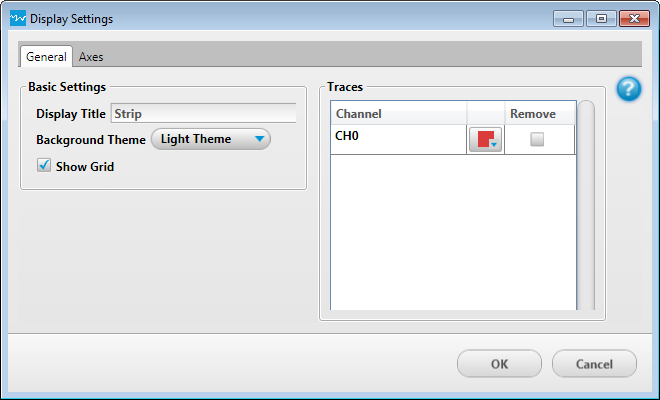 Display Settings
General Axes
Basic Settings
Display Title Strip
Background Theme Light Theme
Show Grid
Traces
Channel Remove
CH0
?
OK Cancel